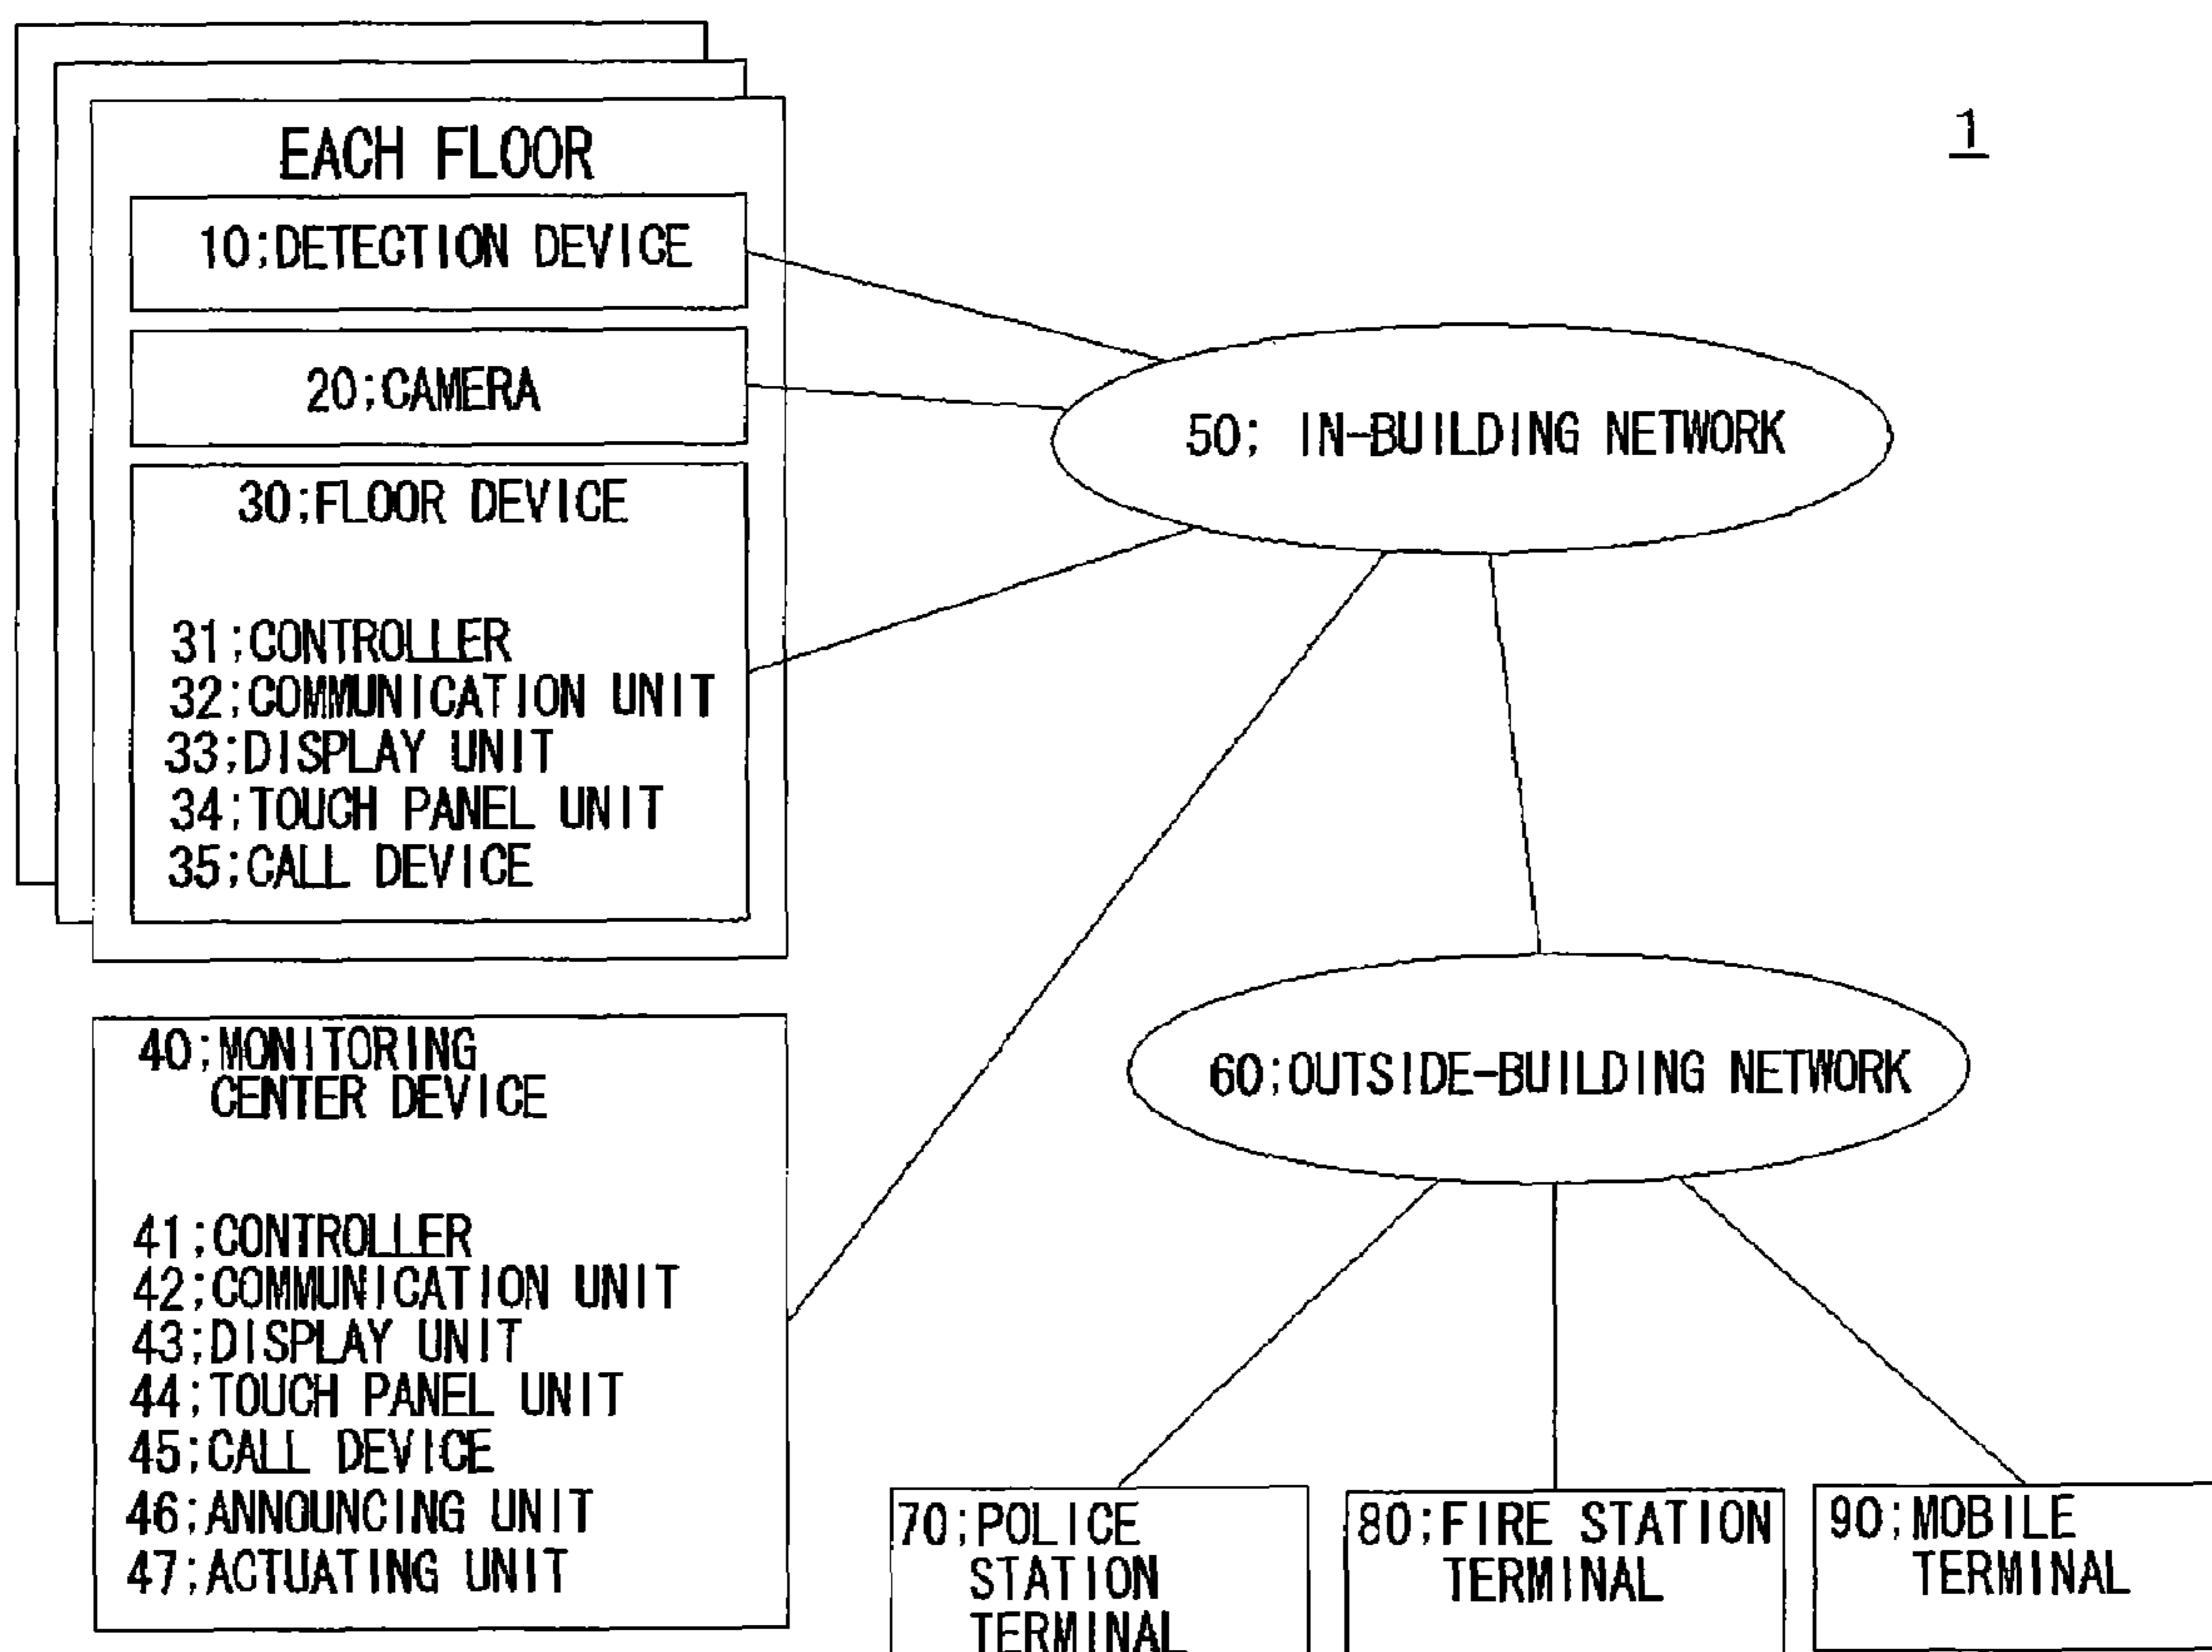 1
EACH FLOOR
10;DETECTION DEVICE
20;CAMERA
30;FLOOR DEVICE
31;CONTROLLER
32;COMMUNICATION UNIT
33;DISPLAY UNIT
34;TOUCH PANEL UNIT
35;CALL DEVICE
50; IN-BUILDING NETWORK
40;MONITORING
CENTER DEVICE
41;CONTROLLER
42;COMMUNICATION UNIT
43;DISPLAY UNIT
44;TOUCH PANEL UNIT
45;CALL DEVICE
46;ANNOUNCING UNIT
47;ACTUATING UNIT
60;OUTSIDE-BUILDING NETWORK
70;POLICE
STATION
TERMINAL
80;FIRE STATION
TERMINAL
90;MOBILE
TERMINAL